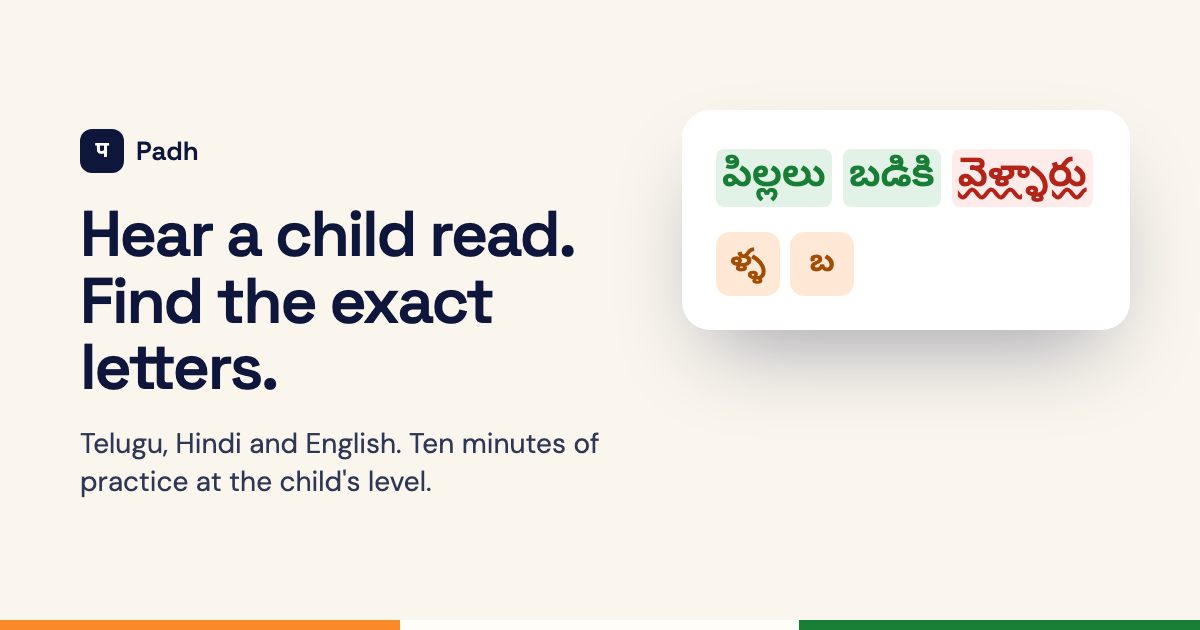 प Padh
Hear a child read.
Find the exact
letters.
Telugu, Hindi and English. Ten minutes of
practice at the child's level.
పిల్లలు బడికి వెళ్ళారు
ళ్ళ బ